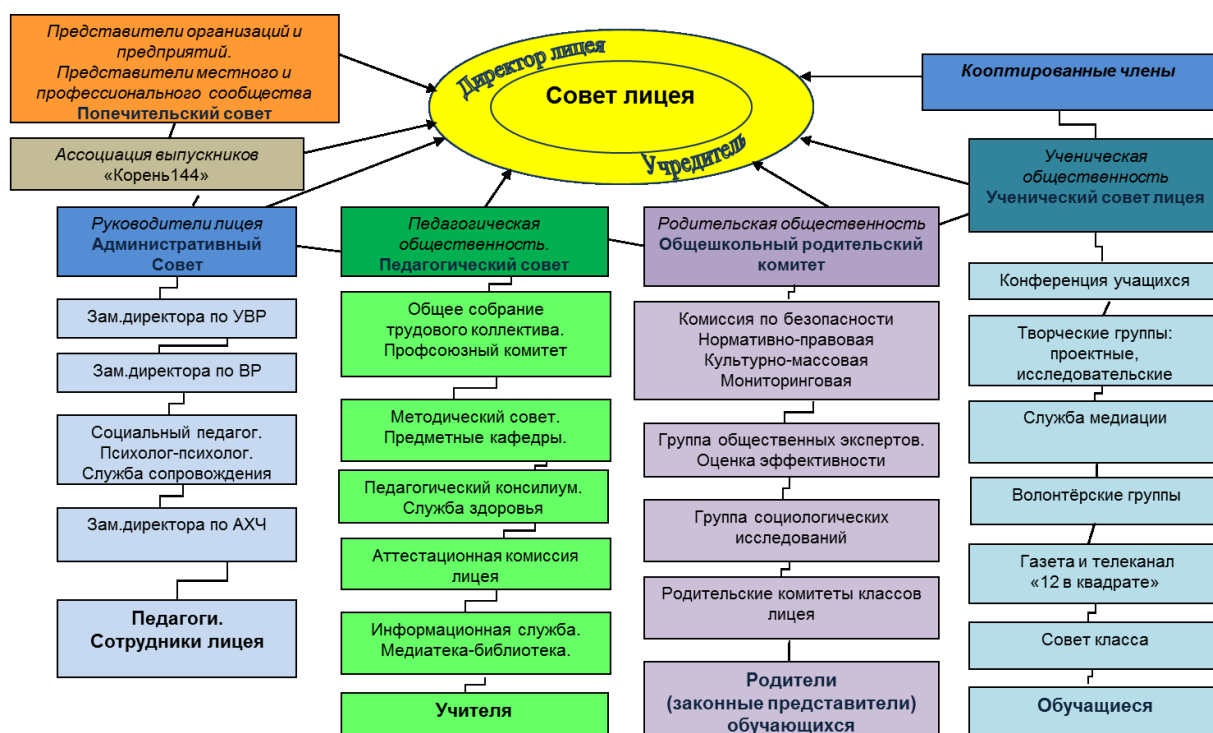 Представители организаций и
предприятий.
Представители местного и
профессионального сообщества
Попечительский совет
Директор лицея
Совет лицея
Учредитель
Кооптированные члены
Ассоциация выпускников
«Корень144»
Ученическая
общественность
Ученический совет лицея
Руководители лицея
Административный
Совет
Педагогическая
общественность.
Педагогический совет
Родительская общественность
Общешкольный родительский
комитет
Зам.директора по УВР
Зам.директора по ВР
Социальный педагог.
Психолог-психолог.
Служба сопровождения
Зам.директора по АХЧ
Педагоги.
Сотрудники лицея
Общее собрание
трудового коллектива.
Профсоюзный комитет
Методический совет.
Предметные кафедры.
Педагогический консилиум.
Служба здоровья
Аттестационная комиссия
лицея
Информационная служба.
Медиатека-библиотека.
Учителя
Комиссия по безопасности
Нормативно-правовая
Культурно-массовая
Мониторинговая
Группа общественных экспертов.
Оценка эффективности
Группа социологических
исследований
Родительские комитеты классов
лицея
Родители
(законные представители)
обучающихся
Конференция учащихся
Творческие группы:
проектные,
исследовательские
Служба медиации
Волонтёрские группы
Газета и телеканал
«12 в квадрате»
Совет класса
Обучащиеся